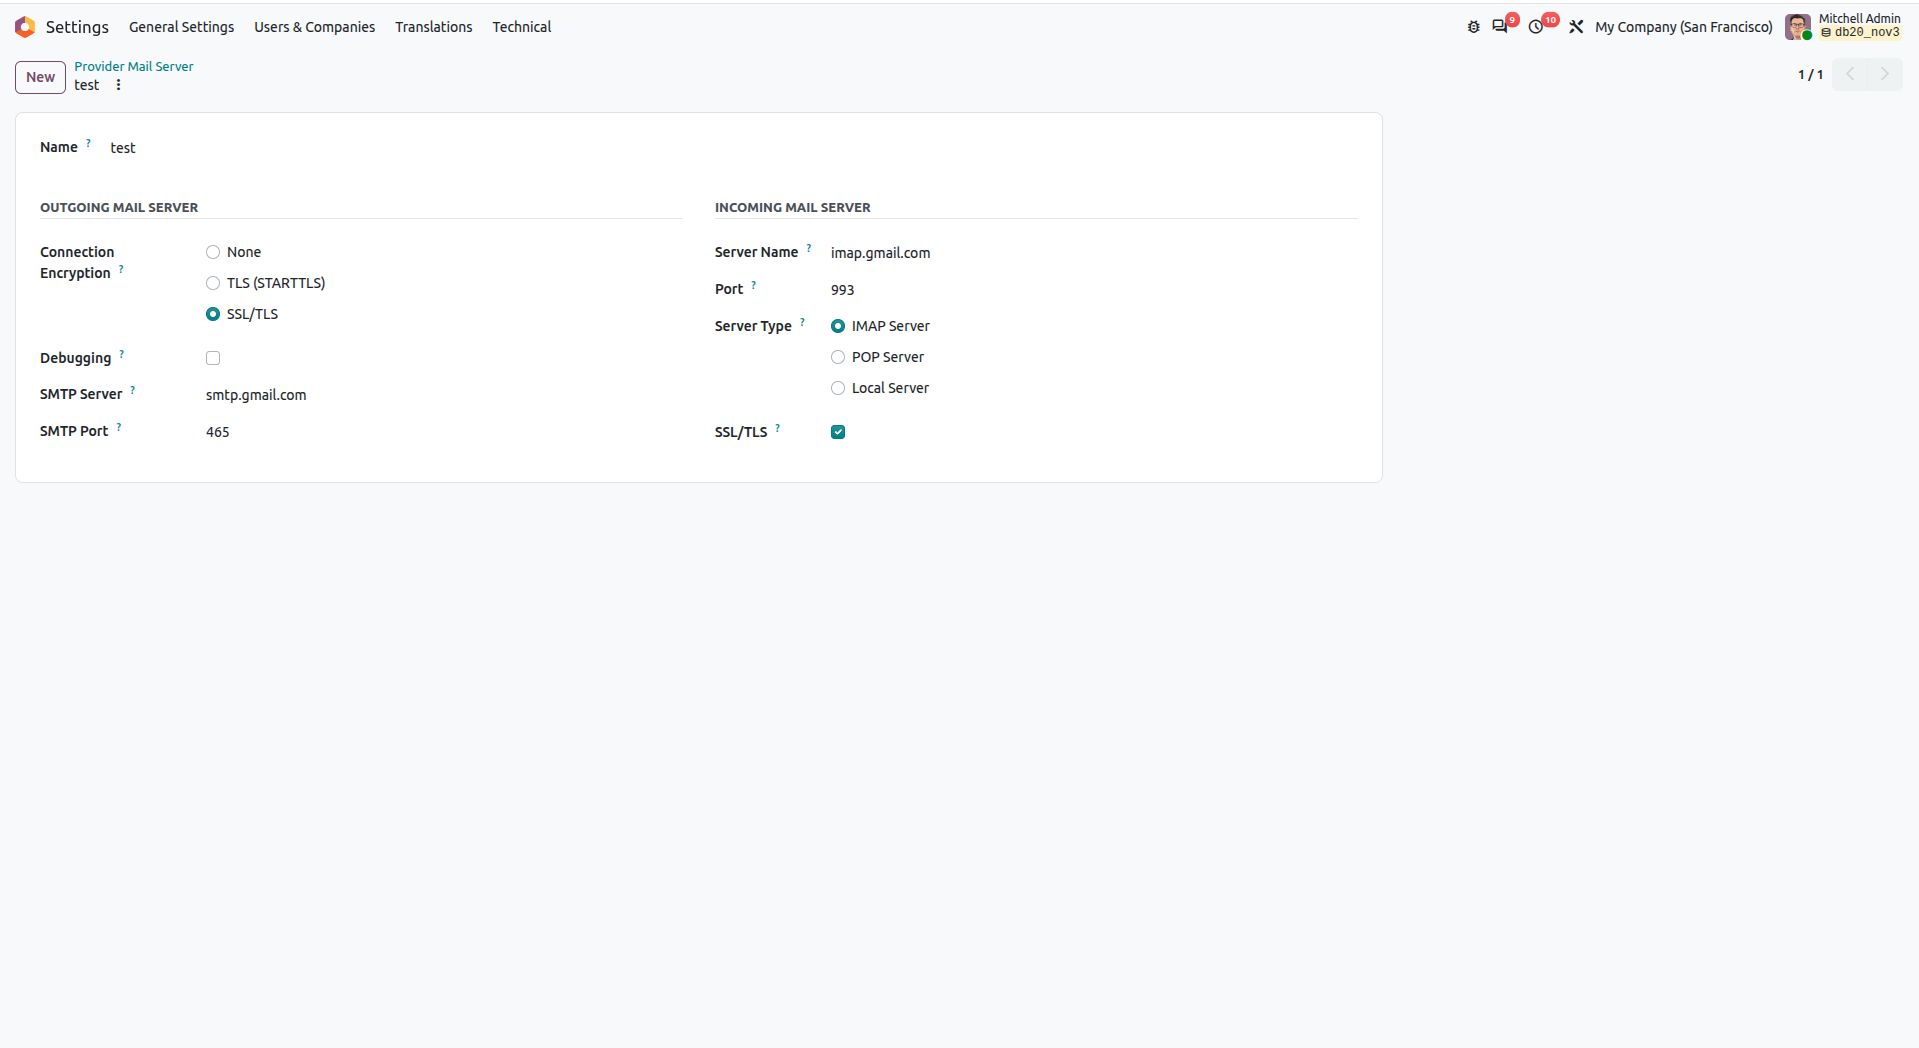 Settings General Settings Users & Companies Translations Technical 9 10 My Company (San Francisco) Mitchell Admin
db20_nov3
New Provider Mail Server
test
1 / 1
Name ? test
OUTGOING MAIL SERVER
Connection
Encryption ?
None
TLS (STARTTLS)
SSL/TLS
Debugging ?
SMTP Server ? smtp.gmail.com
SMTP Port ? 465
INCOMING MAIL SERVER
Server Name ? imap.gmail.com
Port ? 993
Server Type ? IMAP Server
POP Server
Local Server
SSL/TLS ?